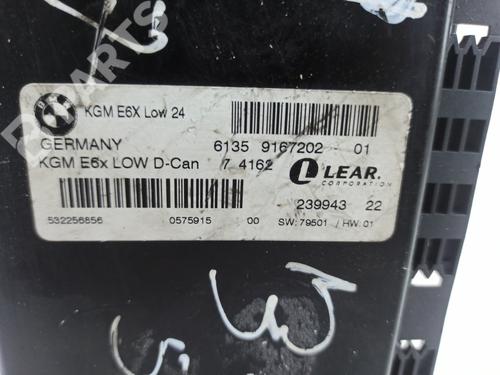 KGM E6X Low 24
GERMANY 6135 9167202 - 01
KGM E6x LOW D-Can 7 4162
LEAR.
CORPORATION
239943 22
532256856 0575915 00 SW: 79501 / HW: 01